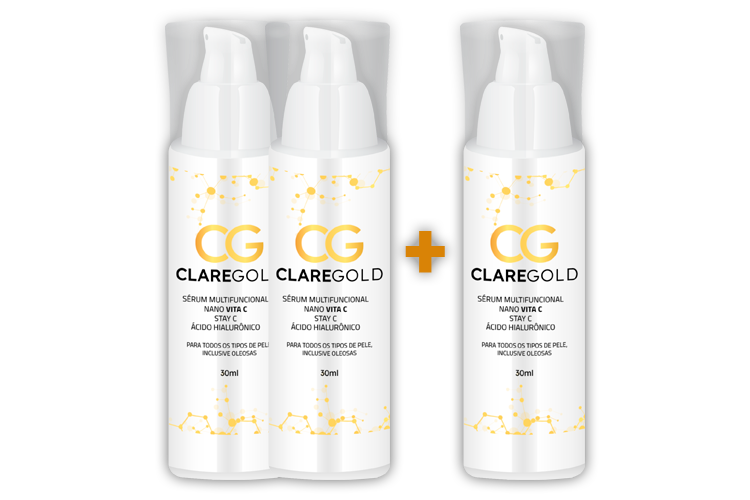 CG
CLAREGOLD
SÉRUM MULTIFUNCIONAL
NANO VITA C
STAY C
ÁCIDO HIALURÔNICO
PARA TODOS OS TIPOS DE PELE,
INCLUSIVE OLEOSAS
30ml
CG
CLAREGOLD
SÉRUM MULTIFUNCIONAL
NANO VITA C
STAY C
ÁCIDO HIALURÔNICO
PARA TODOS OS TIPOS DE PELE,
INCLUSIVE OLEOSAS
30ml
+
CG
CLAREGOLD
SÉRUM MULTIFUNCIONAL
NANO VITA C
STAY C
ÁCIDO HIALURÔNICO
PARA TODOS OS TIPOS DE PELE,
INCLUSIVE OLEOSAS
30ml